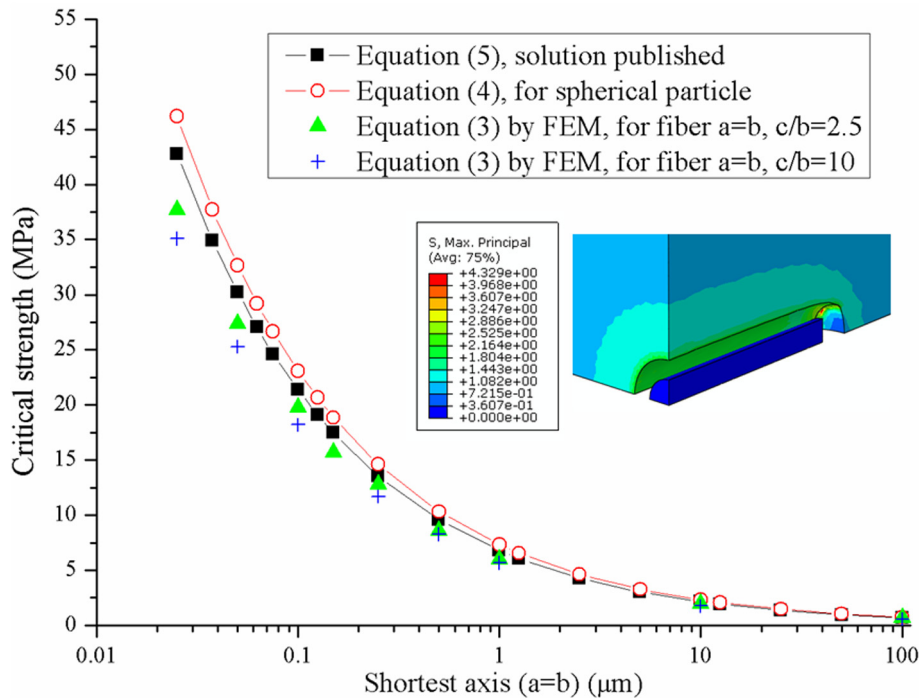 55
50
45
40
35
30
25
20
15
10
5
0
Critical strength (MPa)
Equation (5), solution published
Equation (4), for spherical particle
Equation (3) by FEM, for fiber a=b, c/b=2.5
Equation (3) by FEM, for fiber a=b, c/b=10
S, Max. Principal
(Avg: 75%)
+4.329e+00
+3.968e+00
+3.607e+00
+3.247e+00
+2.886e+00
+2.525e+00
+2.164e+00
+1.804e+00
+1.443e+00
+1.082e+00
+7.215e-01
+3.607e-01
+0.000e+00
0.01 0.1 1 10 100
Shortest axis (a=b) (μm)